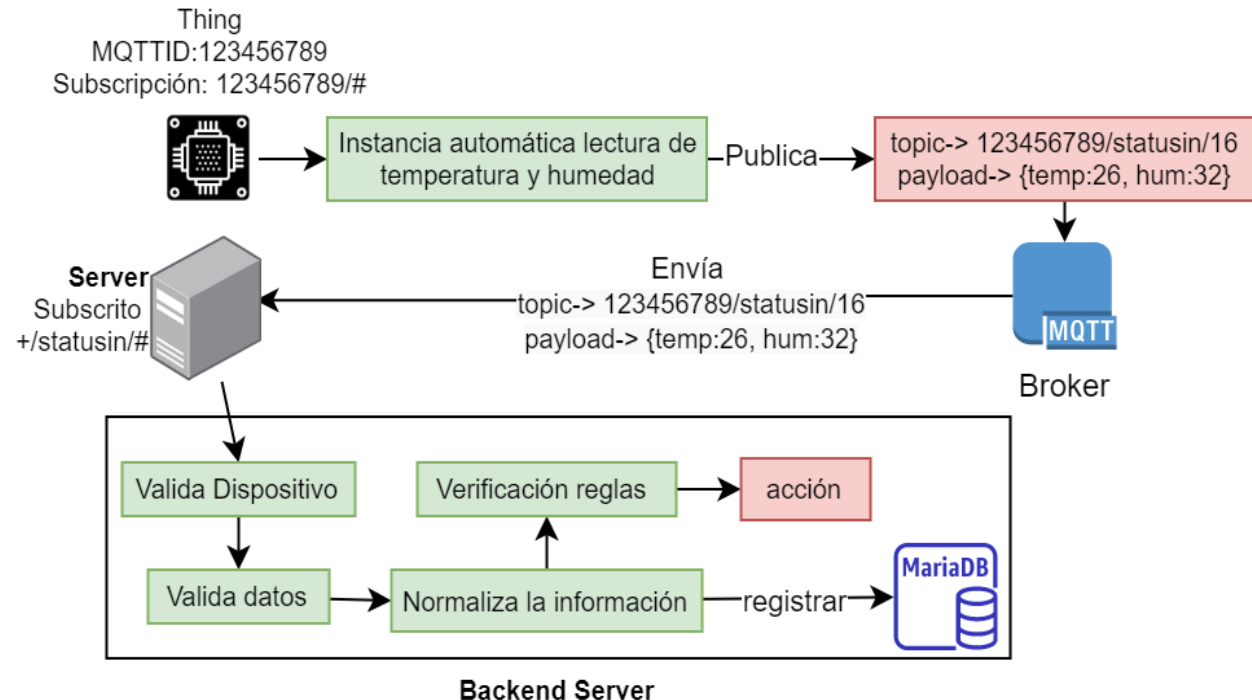 Thing
MQTTID:123456789
Subscripción: 123456789/#
Instancia automática lectura de
temperatura y humedad
Publica
topic-> 123456789/statusin/16
payload-> {temp:26, hum:32}
Server
Subscrito
+/statusin/#
Envía
topic-> 123456789/statusin/16
payload-> {temp:26, hum:32}
MQTT
Broker
Valida Dispositivo
Verificación reglas
acción
Valida datos
Normaliza la información
registrar
MariaDB
Backend Server